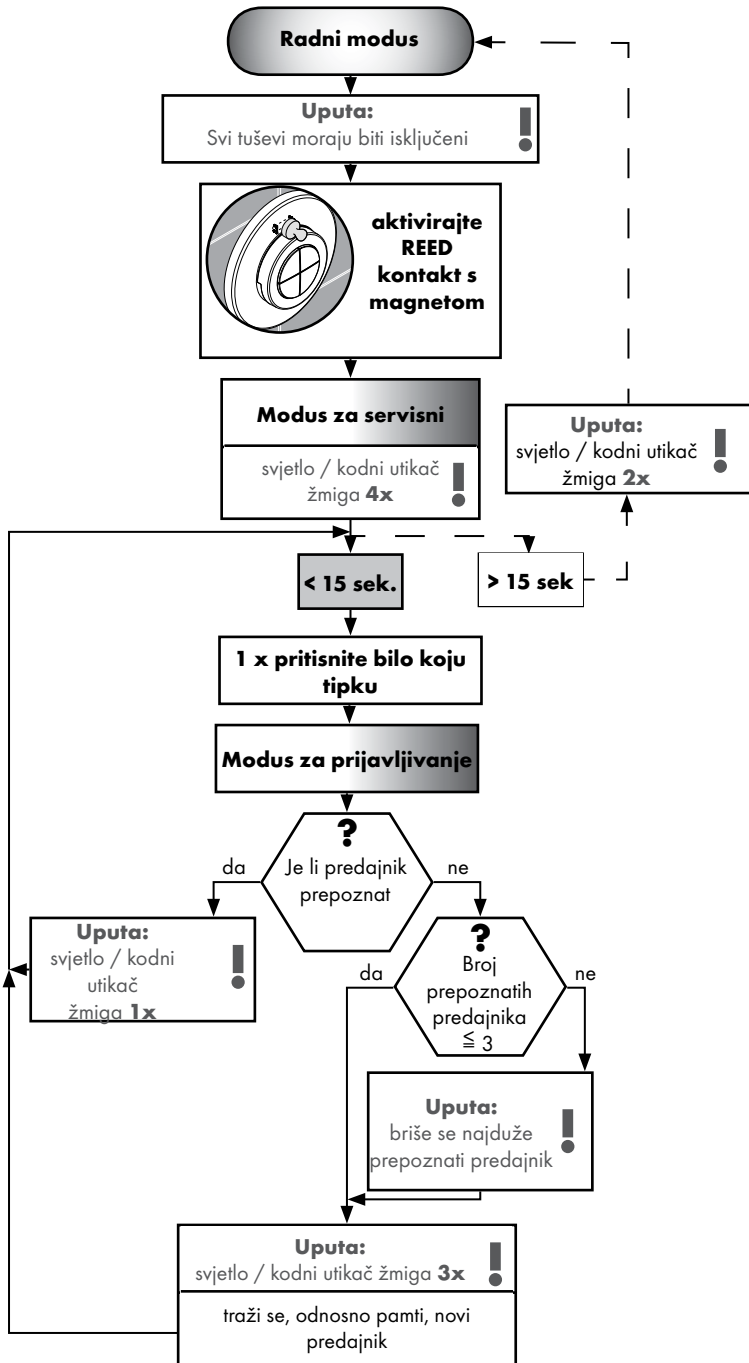 Radni modus
Uputa:
Svi tuševi moraju biti isključeni
!
aktivirajte
REED
kontakt s
magnetom
Modus za servisni
svjetlo / kodni utikač
žmiga 4x
!
Uputa:
svjetlo / kodni utikač
žmiga 2x
!
< 15 sek.
> 15 sek
1 x pritisnite bilo koju
tipku
Modus za prijavljivanje
?
Je li predajnik
prepoznat
da
ne
Uputa:
svjetlo / kodni
utikač
žmiga 1x
!
?
Broj
prepoznatih
predajnika
≦ 3
da
ne
Uputa:
briše se najduže
prepoznati predajnik
!
Uputa:
svjetlo / kodni utikač žmiga 3x
!
traži se, odnosno pamti, novi
predajnik